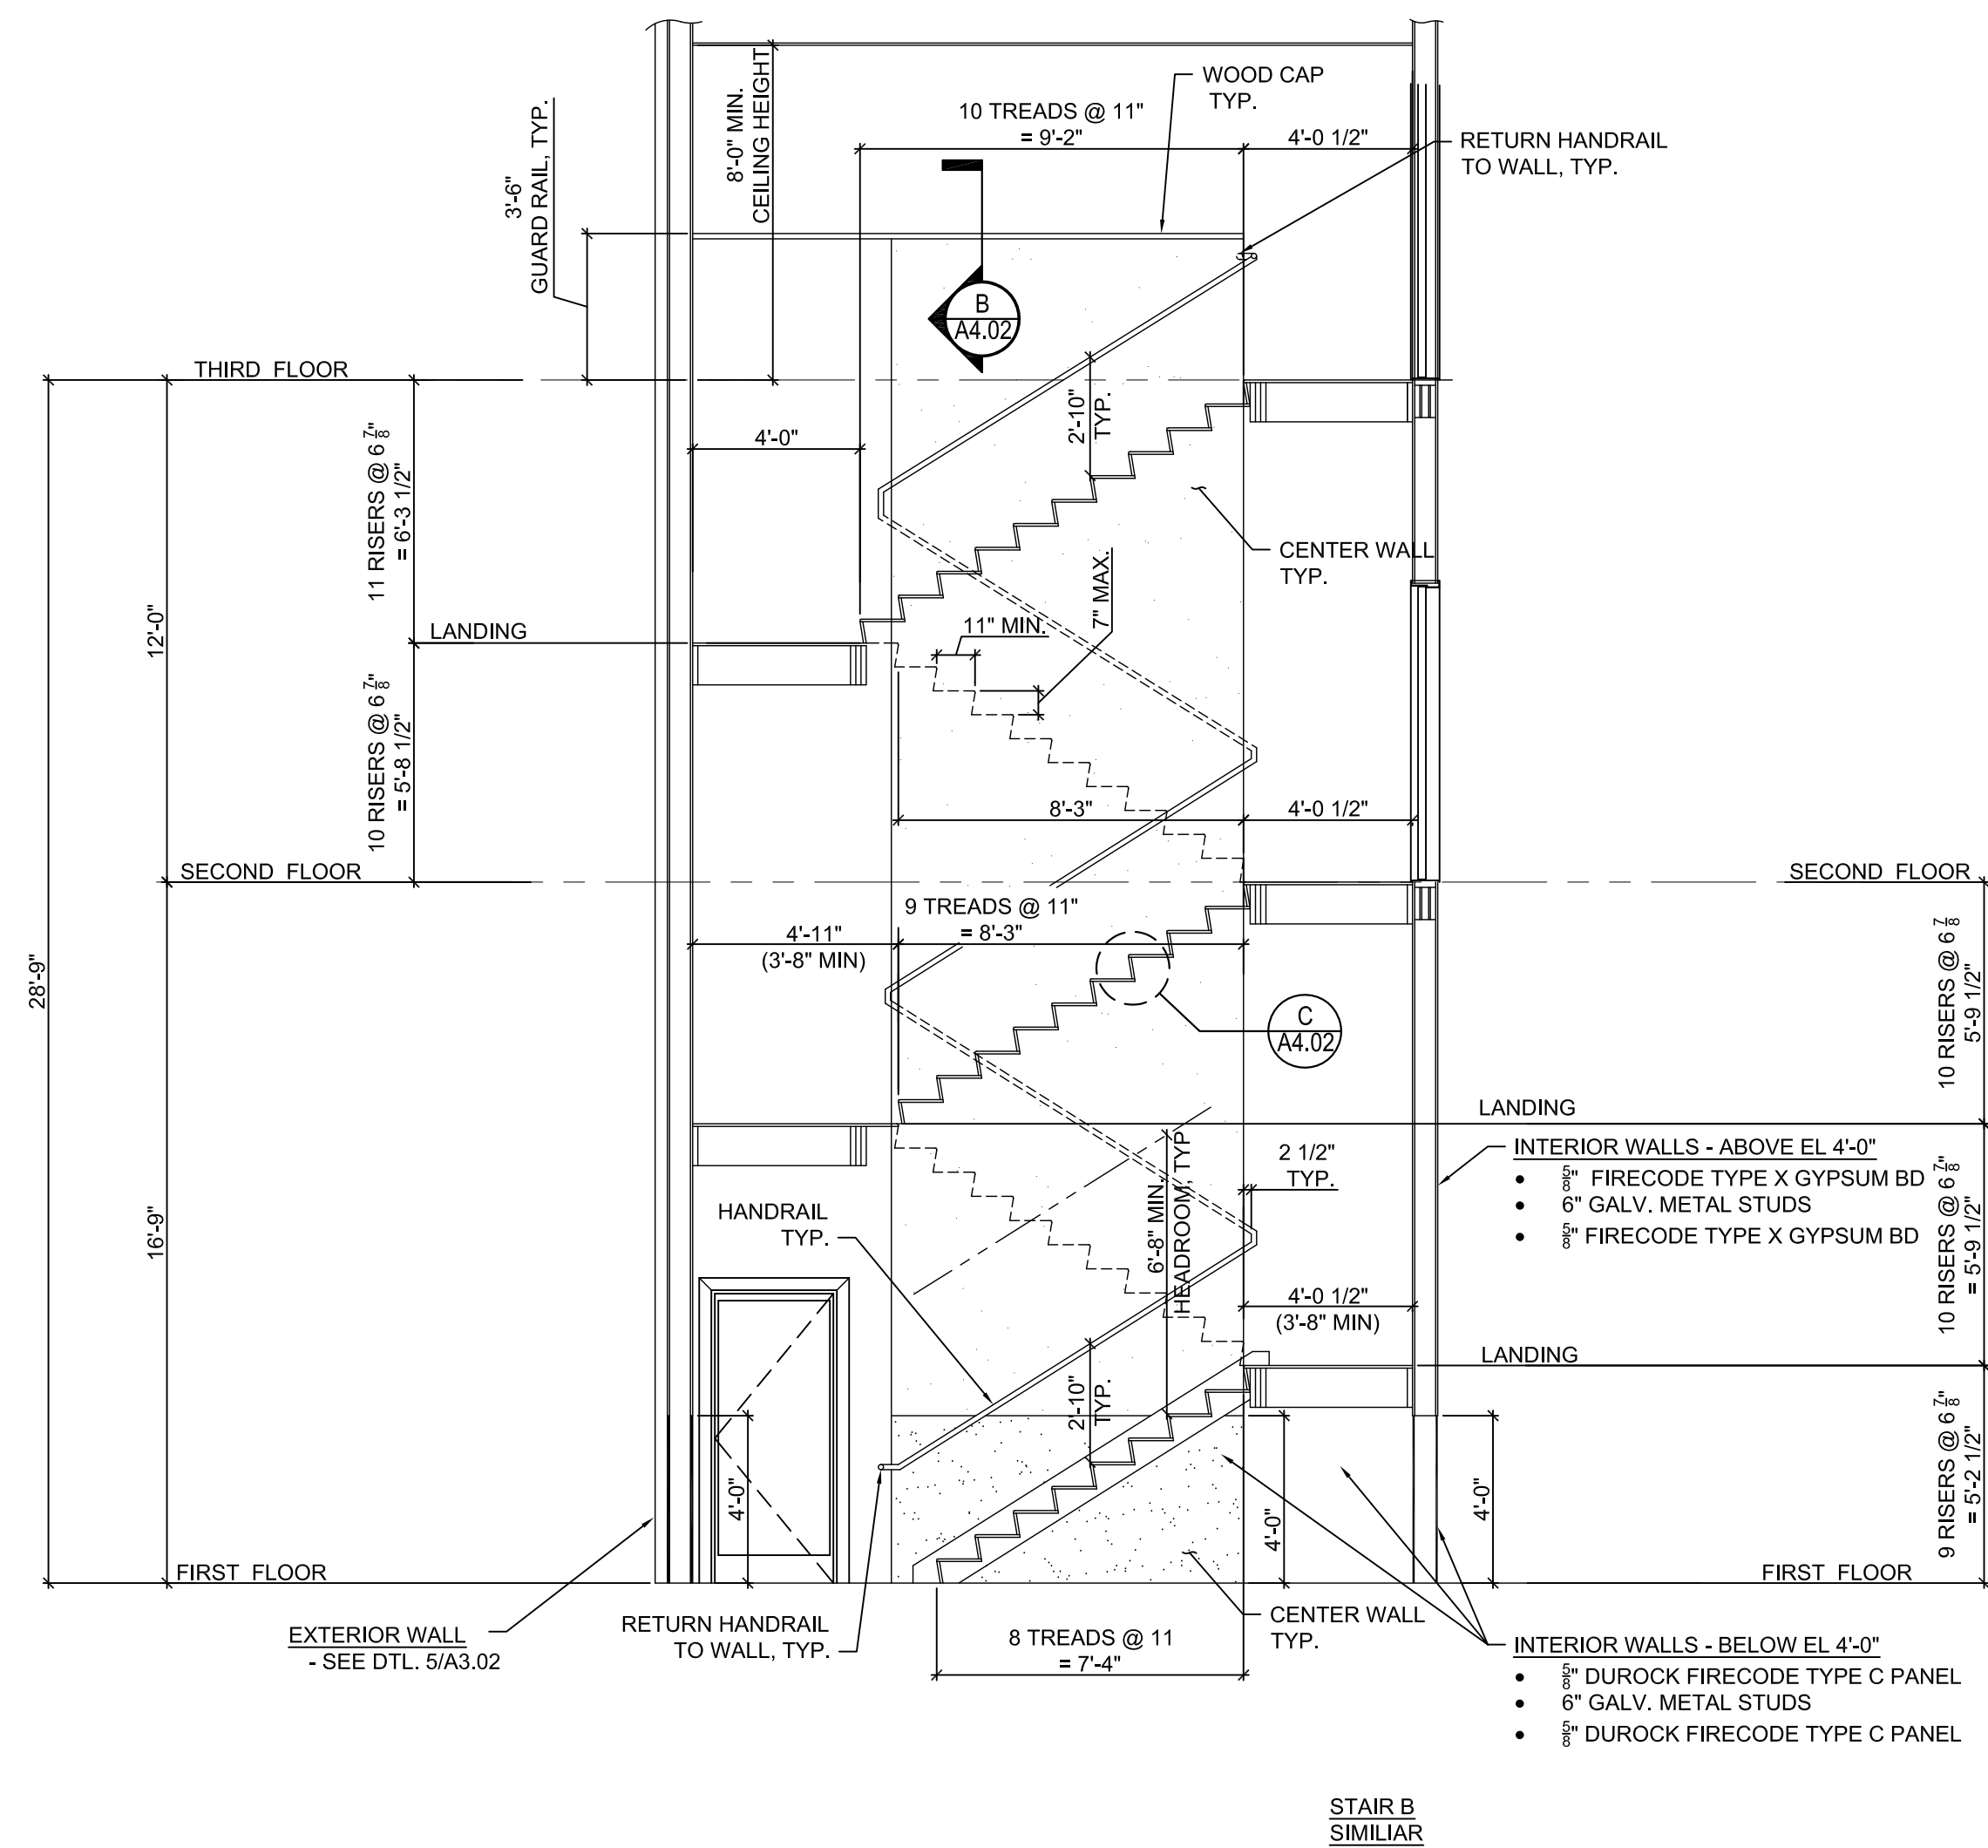 WOOD CAP
TYP.
10 TREADS @ 11"
= 9'-2"
4'-0 1/2"
RETURN HANDRAIL
TO WALL, TYP.
8'-0" MIN.
CEILING HEIGHT
3'-6"
GUARD RAIL, TYP.
B
A4.02
THIRD FLOOR
2'-10"
TYP.
4'-0"
11 RISERS @ 6 7/8"
= 6'-3 1/2"
CENTER WALL
TYP.
12'-0"
LANDING
11" MIN.
7" MAX.
10 RISERS @ 6 7/8"
= 5'-8 1/2"
8'-3"
4'-0 1/2"
SECOND FLOOR
SECOND FLOOR
9 TREADS @ 11"
= 8'-3"
4'-11"
(3'-8" MIN)
28'-9"
C
A4.02
10 RISERS @ 6 7/8"
5'-9 1/2"
LANDING
INTERIOR WALLS - ABOVE EL 4'-0"
• 5/8" FIRECODE TYPE X GYPSUM BD
• 6" GALV. METAL STUDS
• 5/8" FIRECODE TYPE X GYPSUM BD
2 1/2"
TYP.
6'-8" MIN.
HEADROOM, TYP
HANDRAIL
TYP.
16'-9"
10 RISERS @ 6 7/8"
= 5'-9 1/2"
4'-0 1/2"
(3'-8" MIN)
LANDING
2'-10"
TYP.
4'-0"
4'-0"
4'-0"
9 RISERS @ 6 7/8"
= 5'-2 1/2"
FIRST FLOOR
FIRST FLOOR
EXTERIOR WALL
- SEE DTL. 5/A3.02
RETURN HANDRAIL
TO WALL, TYP.
8 TREADS @ 11
= 7'-4"
CENTER WALL
TYP.
INTERIOR WALLS - BELOW EL 4'-0"
• 5/8" DUROCK FIRECODE TYPE C PANEL
• 6" GALV. METAL STUDS
• 5/8" DUROCK FIRECODE TYPE C PANEL
STAIR B
SIMILIAR